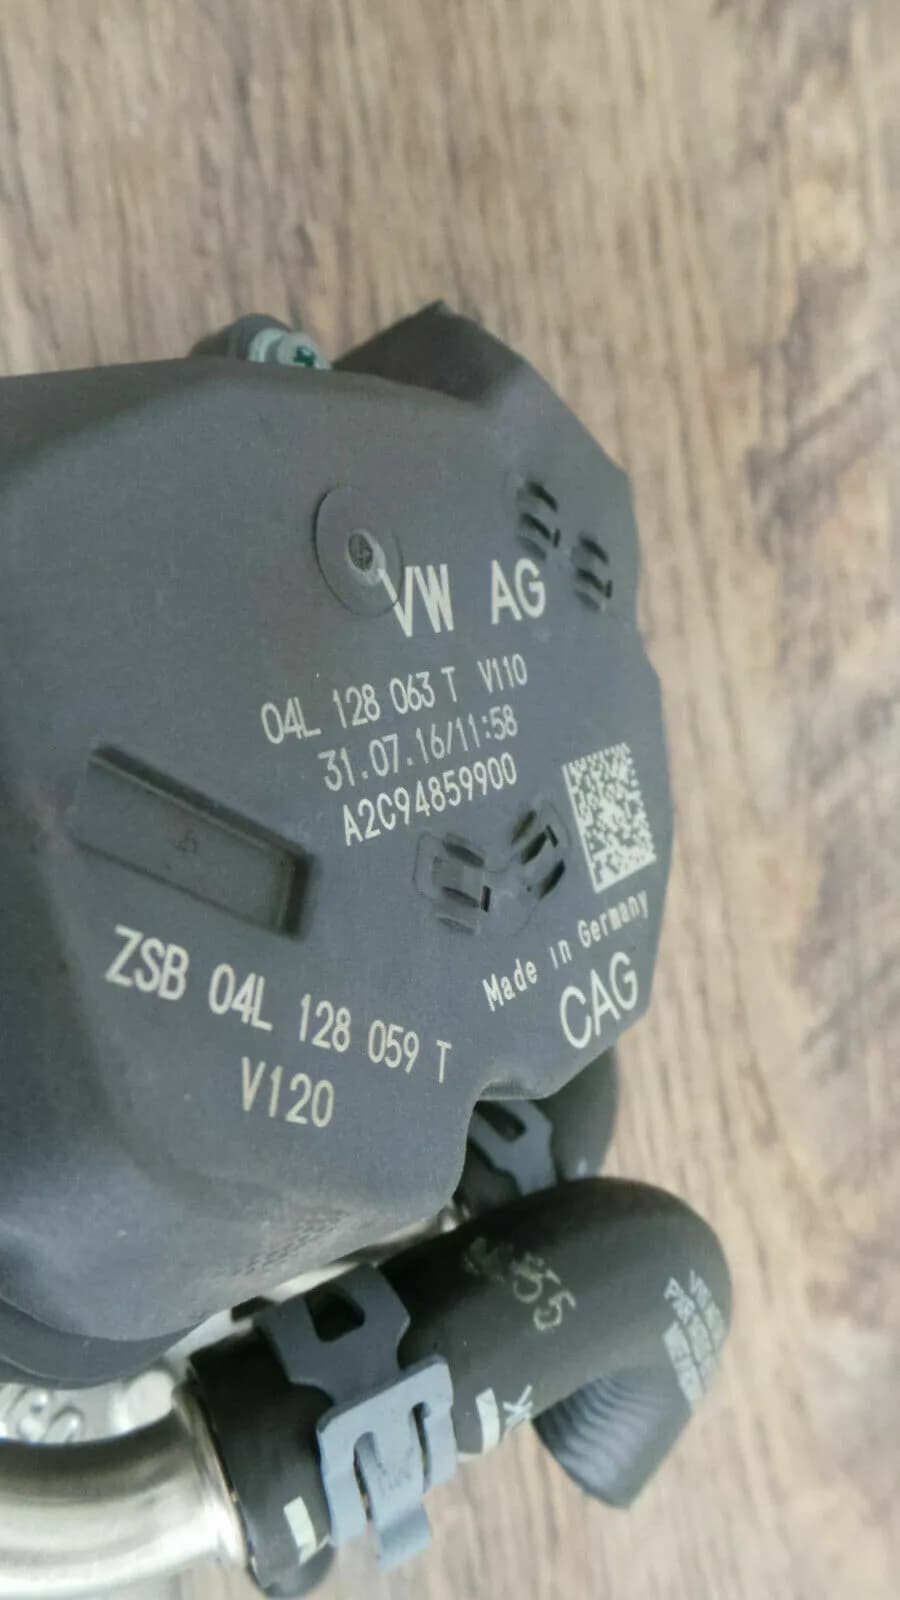 VW AG
04L 128 063 T V110
31.07.16/11:58
A2C94859900
Made in Germany
CAG
ZSB 04L 128 059 T
V120
55